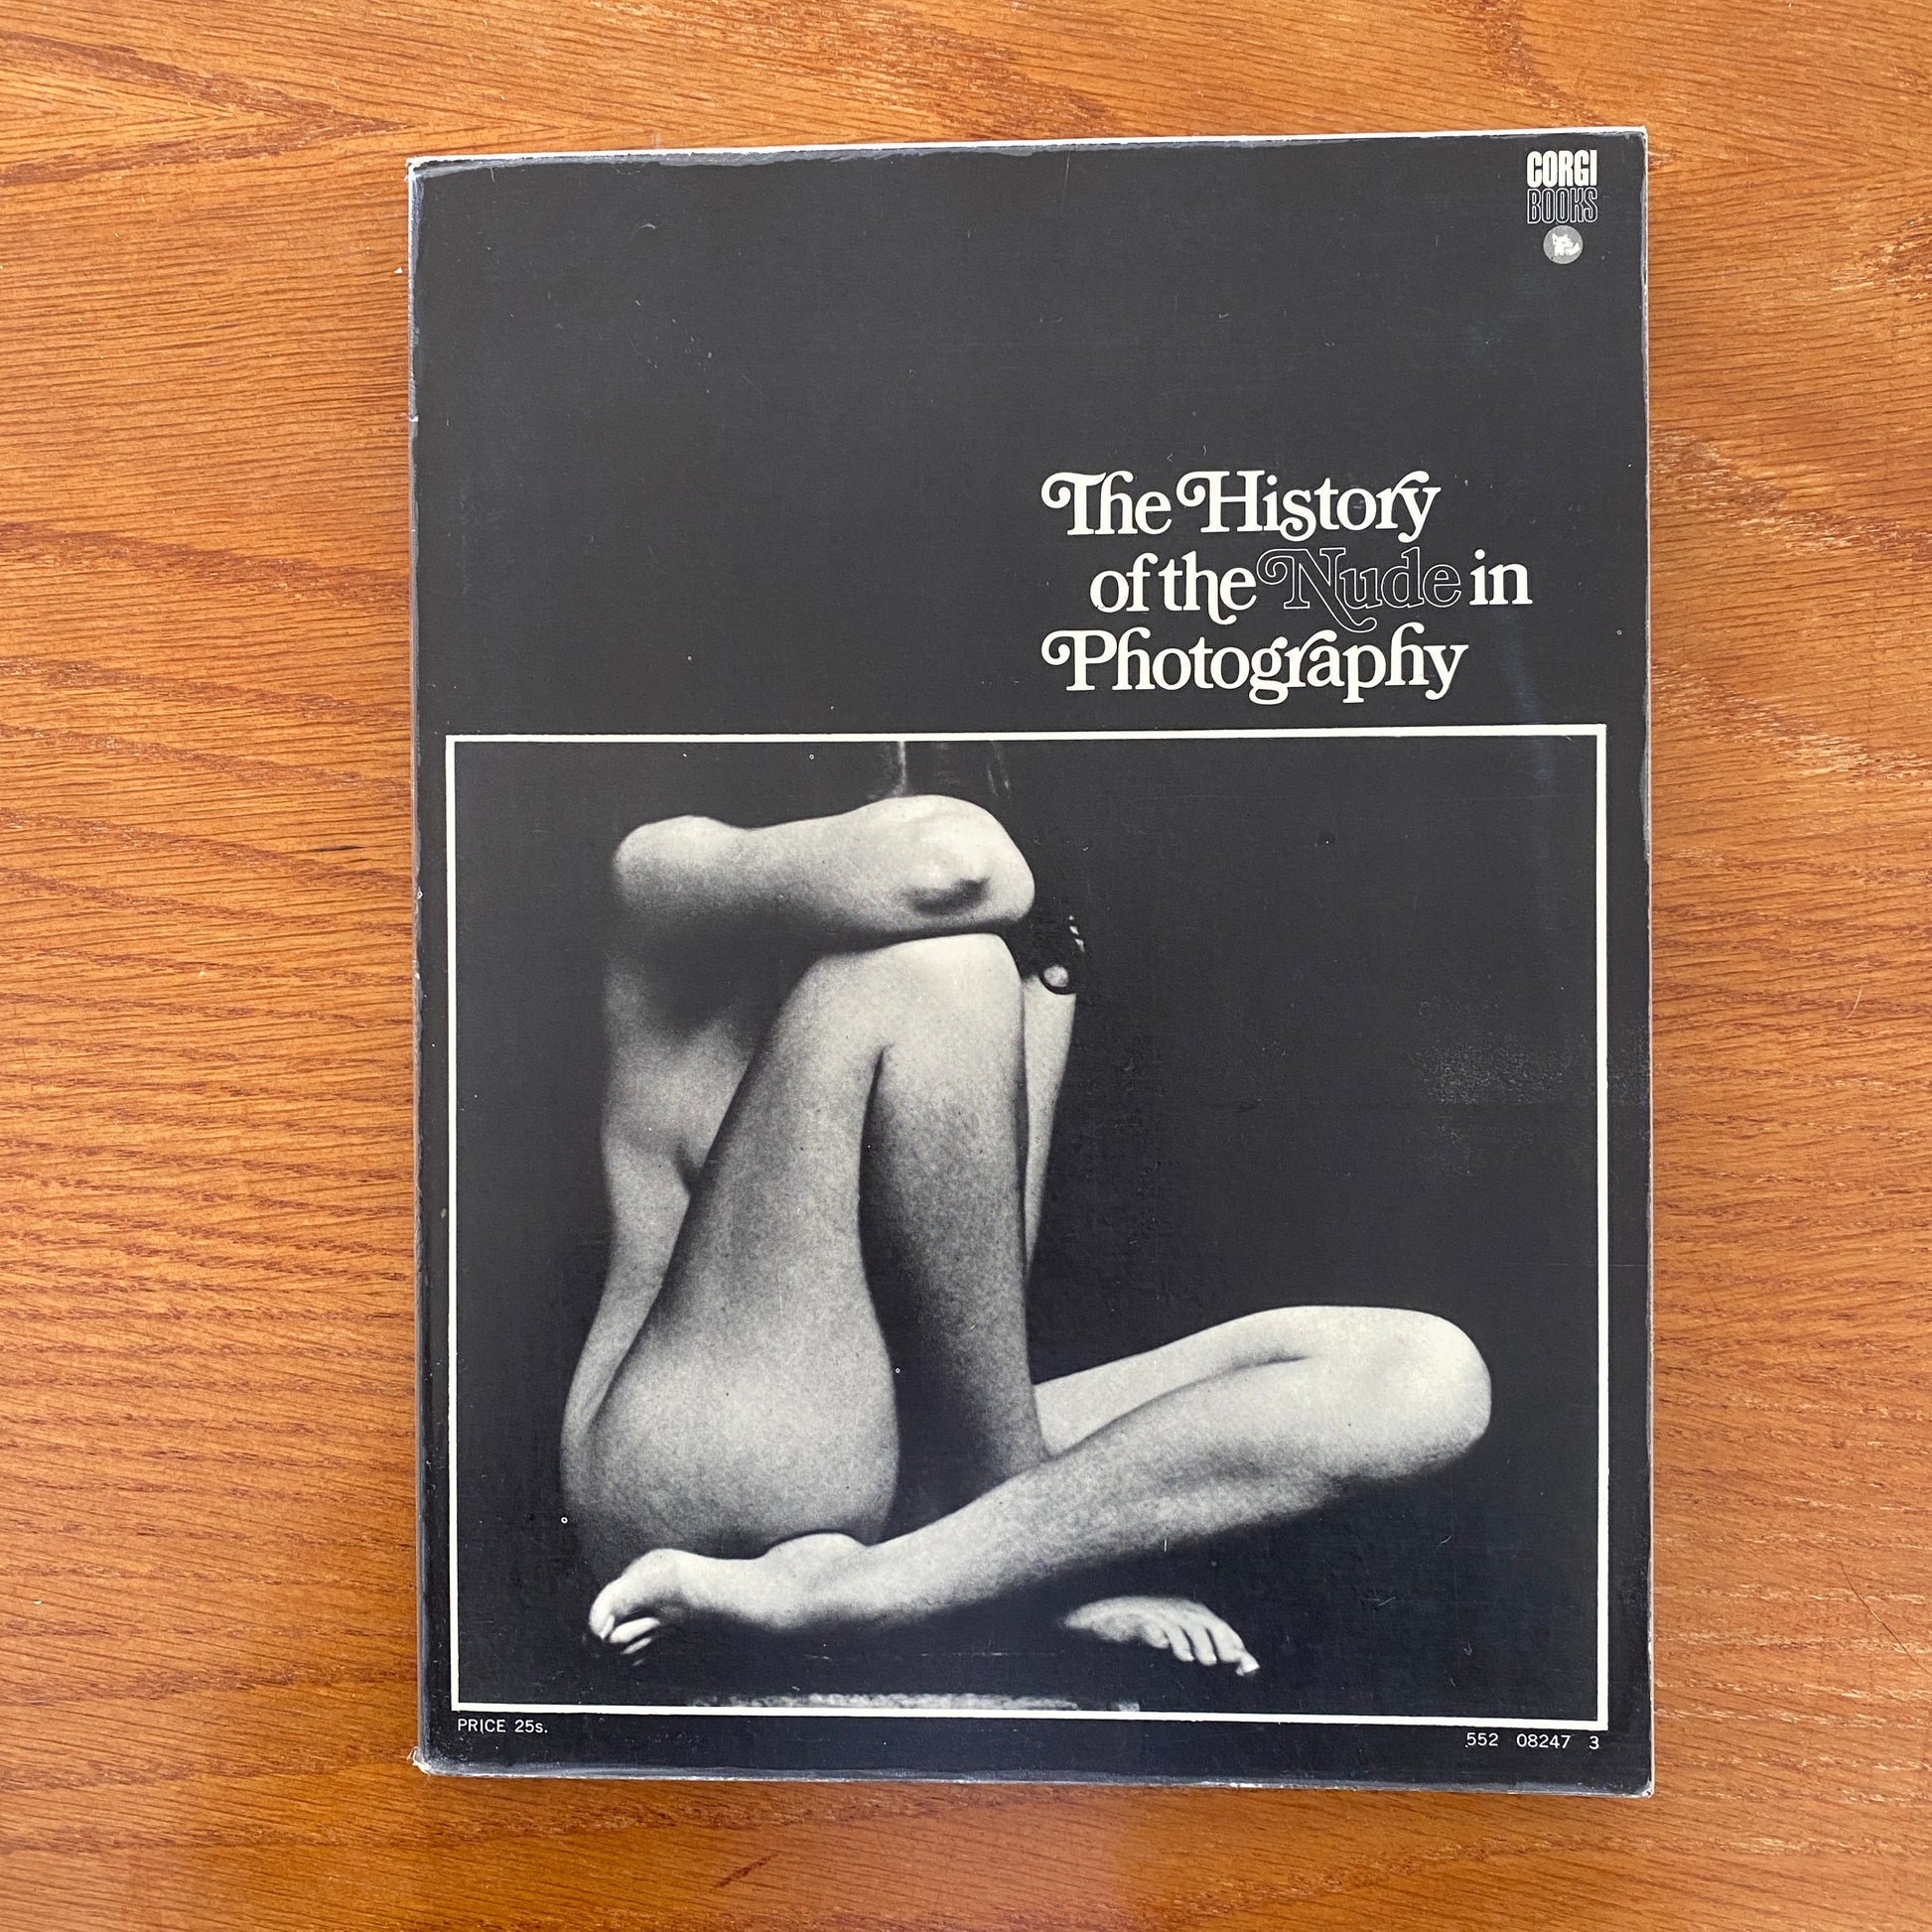 CORGI
BOOKS
The History
of the Nude in
Photography
PRICE 25s.
552 08247 3